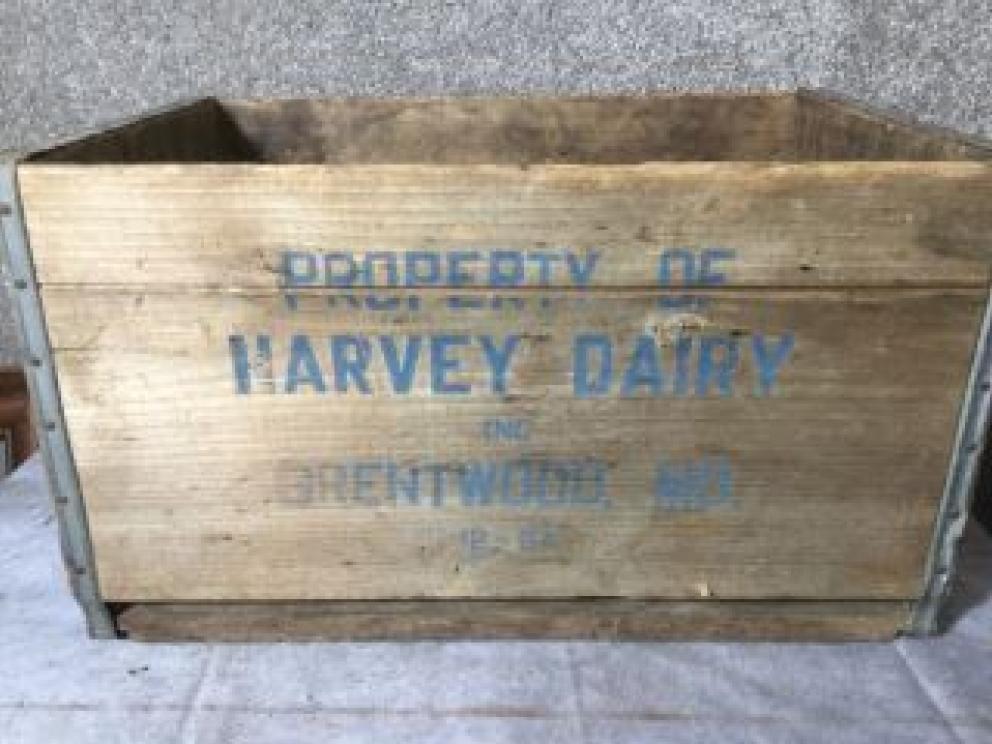 PROPERTY OF
HARVEY DAIRY
INC
BRENTWOOD, MD.